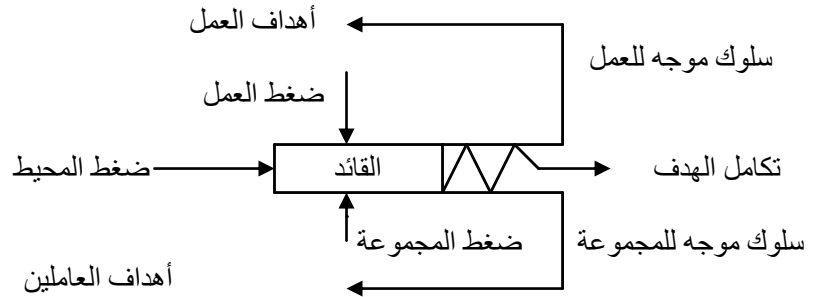 أهداف العمل
سلوك موجه للعمل
ضغط العمل
تكامل الهدف
القائد
ضغط المحيط
سلوك موجه للمجموعة
ضغط المجموعة
أهداف العاملين